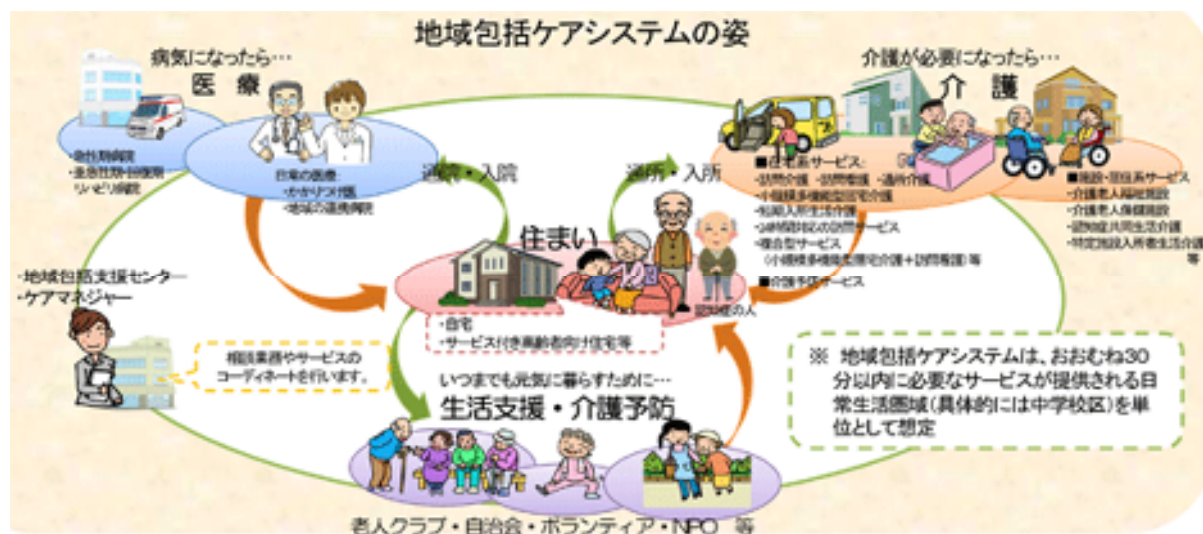 地域包括ケアシステムの姿
病気になったら…
医 療
・急性期病院
・亜急性期・回復期
リハビリ病院
日常の医療:
・かかりつけ医
・地域の連携病院
通院・入院
介護が必要になったら…
介 護
通所・入所
■在宅系サービス:
・訪問介護 ・訪問看護 ・通所介護
・小規模多機能型居宅介護
・短期入所生活介護
・24時間対応の訪問サービス
・複合型サービス
(小規模多機能型居宅介護+訪問看護)等
■介護予防サービス
■施設・居住系サービス
・介護老人福祉施設
・介護老人保健施設
・認知症共同生活介護
・特定施設入所者生活介護
等
住まい
・自宅
・サービス付き高齢者向け住宅等
認知症の人
・地域包括支援センター
・ケアマネジャー
相談業務やサービスの
コーディネートを行います。
いつまでも元気に暮らすために…
生活支援・介護予防
老人クラブ・自治会・ボランティア・NPO 等
※ 地域包括ケアシステムは、おおむね30
分以内に必要なサービスが提供される日
常生活圏域(具体的には中学校区)を単
位として想定